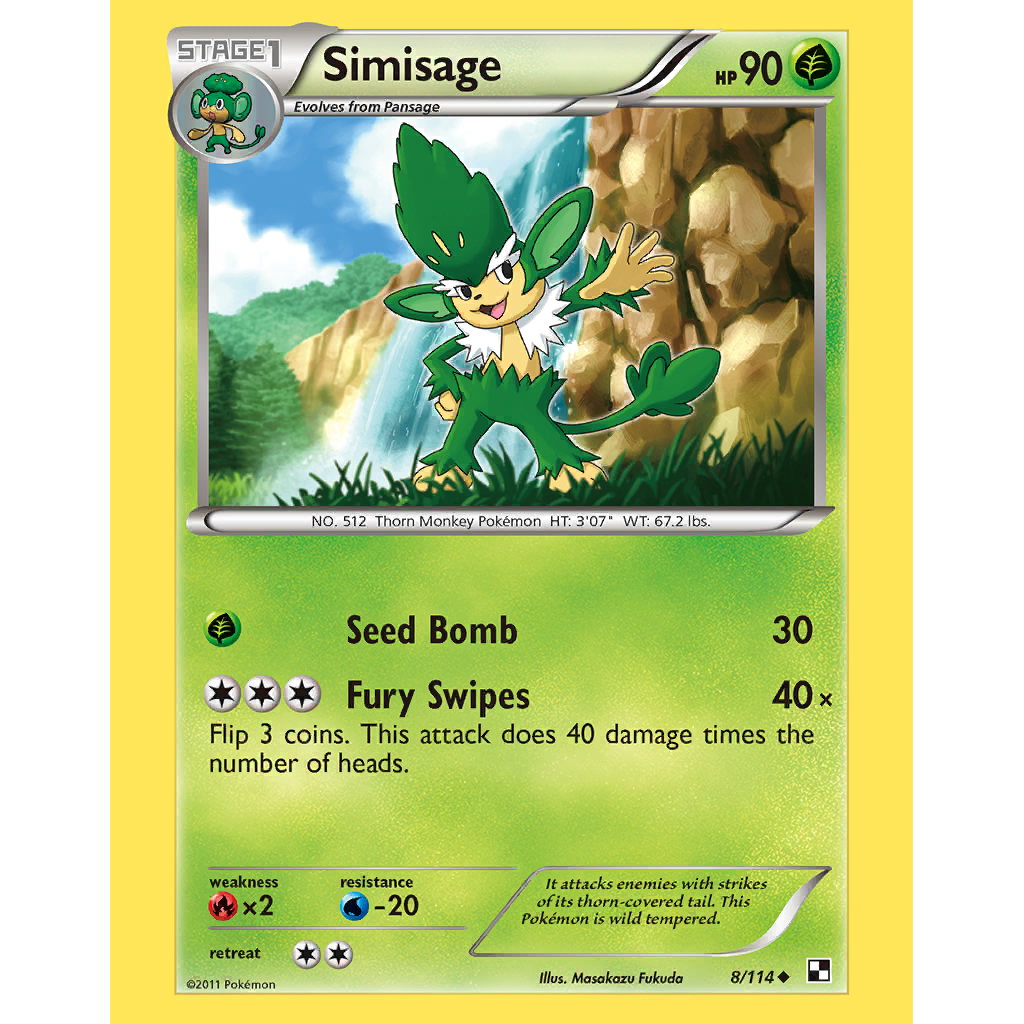 STAGE1
Simisage
HP 90
Evolves from Pansage
NO. 512 Thorn Monkey Pokémon HT: 3'07" WT: 67.2 lbs.
Seed Bomb 30
Fury Swipes 40×
Flip 3 coins. This attack does 40 damage times the
number of heads.
weakness resistance
×2 -20
It attacks enemies with strikes
of its thorn-covered tail. This
Pokémon is wild tempered.
retreat
Illus. Masakazu Fukuda 8/114
©2011 Pokémon